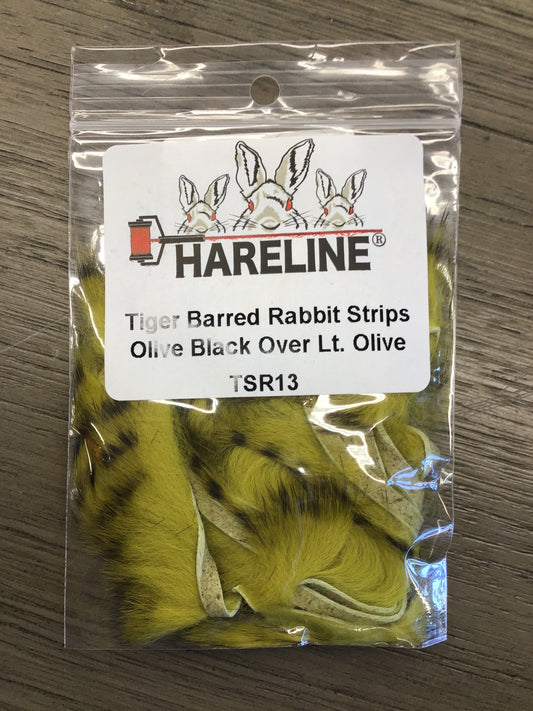 HARELINE®
Tiger Barred Rabbit Strips
Olive Black Over Lt. Olive
TSR13